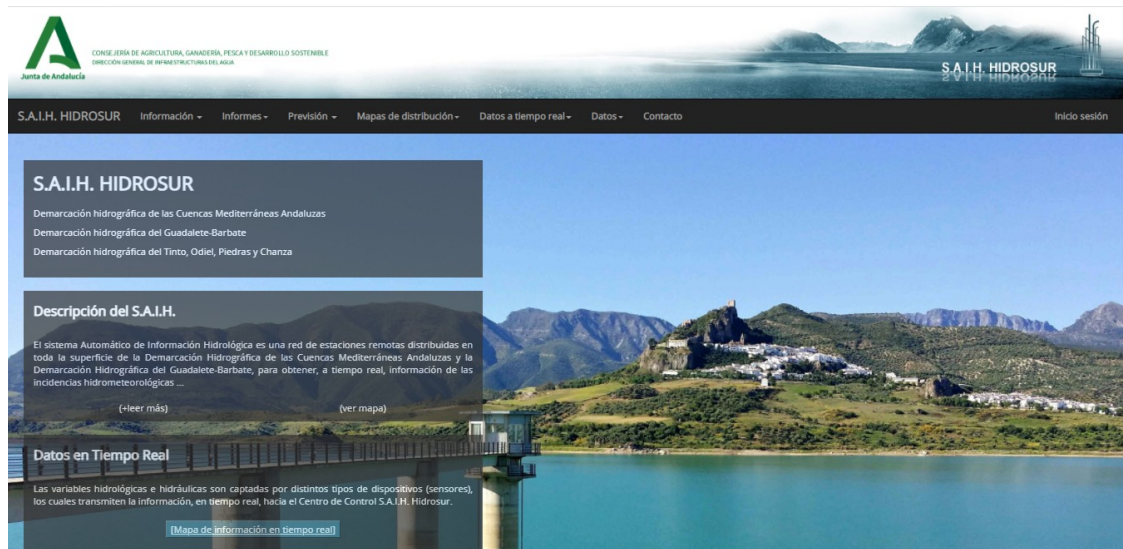 CONSEJERÍA DE AGRICULTURA, GANADERÍA, PESCA Y DESARROLLO SOSTENIBLE
DIRECCIÓN GENERAL DE INFRAESTRUCTURAS DEL AGUA
Junta de Andalucía
S.A.I.H. HIDROSUR
S.A.I.H. HIDROSUR Información Informes Previsión Mapas de distribución Datos a tiempo real Datos Contacto Inicio sesión
S.A.I.H. HIDROSUR
Demarcación hidrográfica de las Cuencas Mediterráneas Andaluzas
Demarcación hidrográfica del Guadalete-Barbate
Demarcación hidrográfica del Tinto, Odiel, Piedras y Chanza
Descripción del S.A.I.H.
El sistema Automático de Información Hidrológica es una red de estaciones remotas distribuidas en
toda la superficie de la Demarcación Hidrográfica de las Cuencas Mediterráneas Andaluzas y la
Demarcación Hidrográfica del Guadalete-Barbate, para obtener, a tiempo real, información de las
incidencias hidrometeorológicas ...
(+leer más) (ver mapa)
Datos en Tiempo Real
Las variables hidrológicas e hidráulicas son captadas por distintos tipos de dispositivos (sensores),
los cuales transmiten la información, en tiempo real, hacia el Centro de Control S.A.I.H. Hidrosur.
[Mapa de información en tiempo real]